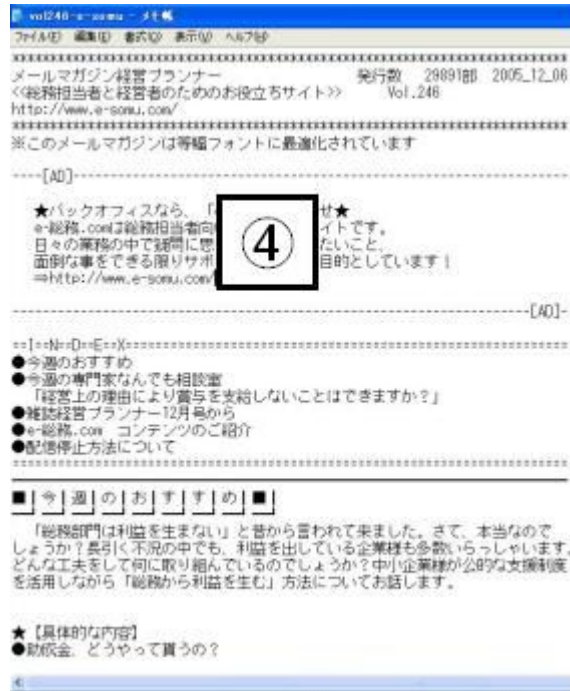 vol246-e-somu - メモ帳
ファイル(F) 編集(E) 書式(O) 表示(V) ヘルプ(H)
メールマガジン経営プランナー 発行数 29891部 2005_12_06
<<総務担当者と経営者のためのお役立ちサイト>> Vol.246
http://www.e-somu.com/
※このメールマガジンは等幅フォントに最適化されています
----[AD]----
★バックオフィスなら、「 せ★
e-総務.comは総務担当者向 イトです。
日々の業務の中で疑問に思 たいこと、
面倒な事をできる限りサポ 目的としています!
⇒http://www.e-somu.com/
----[AD]-
==I==N==D==E==X==
●今週のおすすめ
●今週の専門家なんでも相談室
「経営上の理由により賞与を支給しないことはできますか?」
●雑誌経営プランナー12月号から
●e-総務.com コンテンツのご紹介
●配信停止方法について
■|今|週|の|お|す|す|め|■|
「総務部門は利益を生まない」と昔から言われて来ました。さて、本当なので
しょうか?長引く不況の中でも、利益を出している企業様も多数いらっしゃいます。
どんな工夫をして何に取り組んでいるのでしょうか?中小企業様が公的な支援制度
を活用しながら「総務から利益を生む」方法についてお話します。
★【具体的な内容】
●助成金、どうやって貰うの?
④